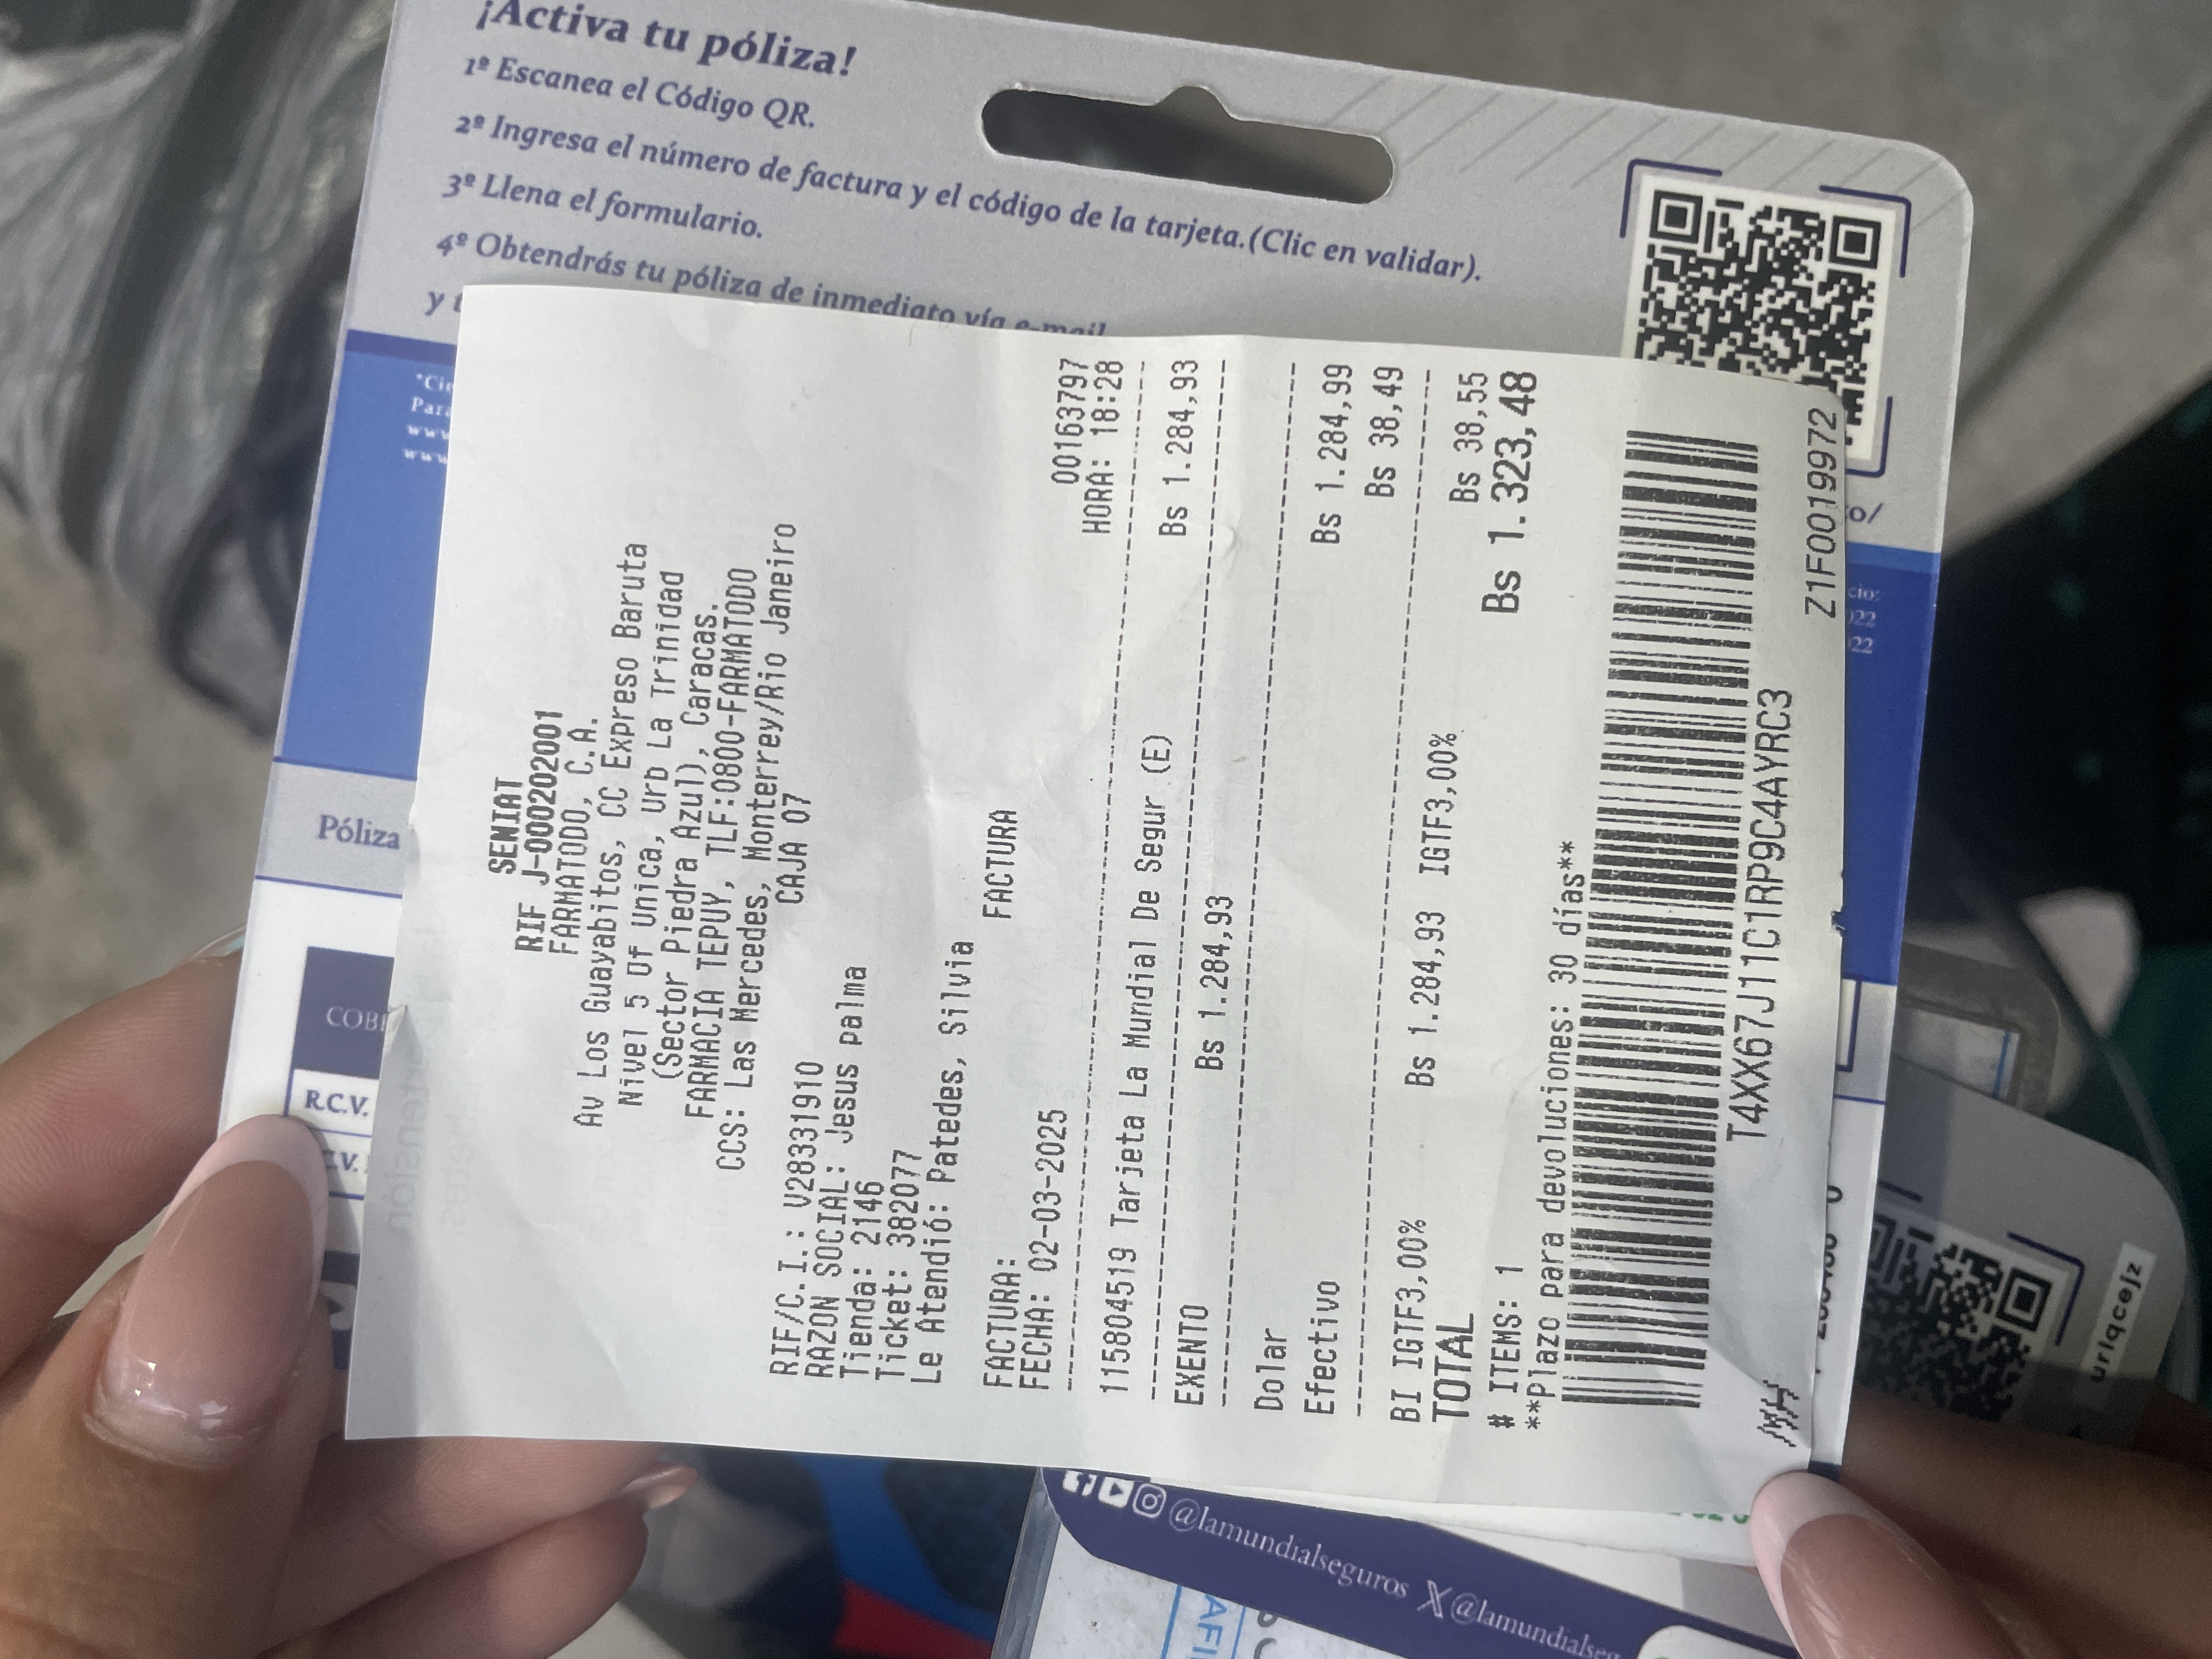 ¡Activa tu póliza!
1º Escanea el Código QR.
2º Ingresa el número de factura y el código de la tarjeta.(Clic en validar).
3º Llena el formulario.
4º Obtendrás tu póliza de inmediato vía e-mail
y
SENIAT
RIF J-000202001
FARMATODO, C.A.
Av Los Guayabitos, CC Expreso Baruta
Nivel 5 Of Unica, Urb La Trinidad
(Sector Piedra Azul), Caracas.
FARMACIA TEPUY, TLF:0800-FARMATODO
CCS: Las Mercedes, Monterrey/Rio Janeiro
CAJA 07
RIF/C.I.: V28331910
RAZON SOCIAL: Jesus palma
Tienda: 2146
Ticket: 382077
Le Atendió: Patedes, Silvia
FACTURA
FACTURA: 00163797
FECHA: 02-03-2025 HORA: 18:28
115804519 Tarjeta La Mundial De Segur (E) Bs 1.284,93
EXENTO Bs 1.284,93
Dolar
Efectivo Bs 1.284,99
Bs 38,49
BI IGTF3,00% Bs 1.284,93 IGTF3,00% Bs 38,55
TOTAL Bs 1.323,48
# ITEMS: 1
**Plazo para devoluciones: 30 días**
T4XX67J11C1RP9C4AYRC3
MH Z1F0019972
Póliza
R.C.V.
@lamundialseguros @lamundialseg
urlqcejz